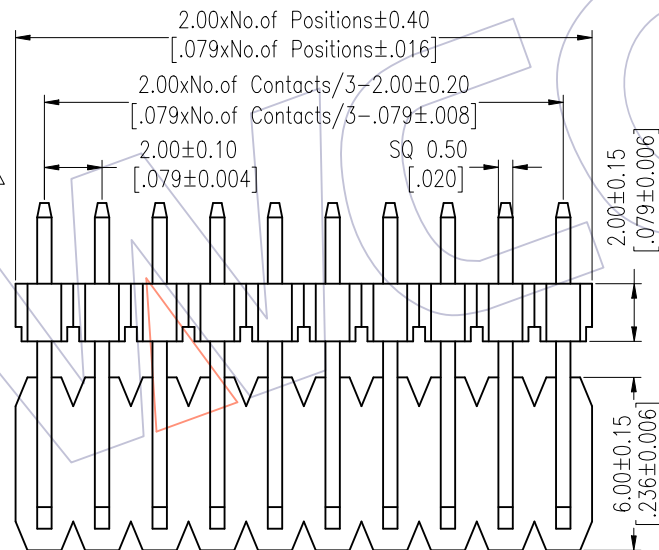 2.00xNo.of Positions±0.40
[.079xNo.of Positions±.016]
2.00xNo.of Contacts/3-2.00±0.20
[.079xNo.of Contacts/3-.079±.008]
2.00±0.10
[.079±0.004]
SQ 0.50
[.020]
2.00±0.15
[.079±0.006]
6.00±0.15
[.236±0.006]